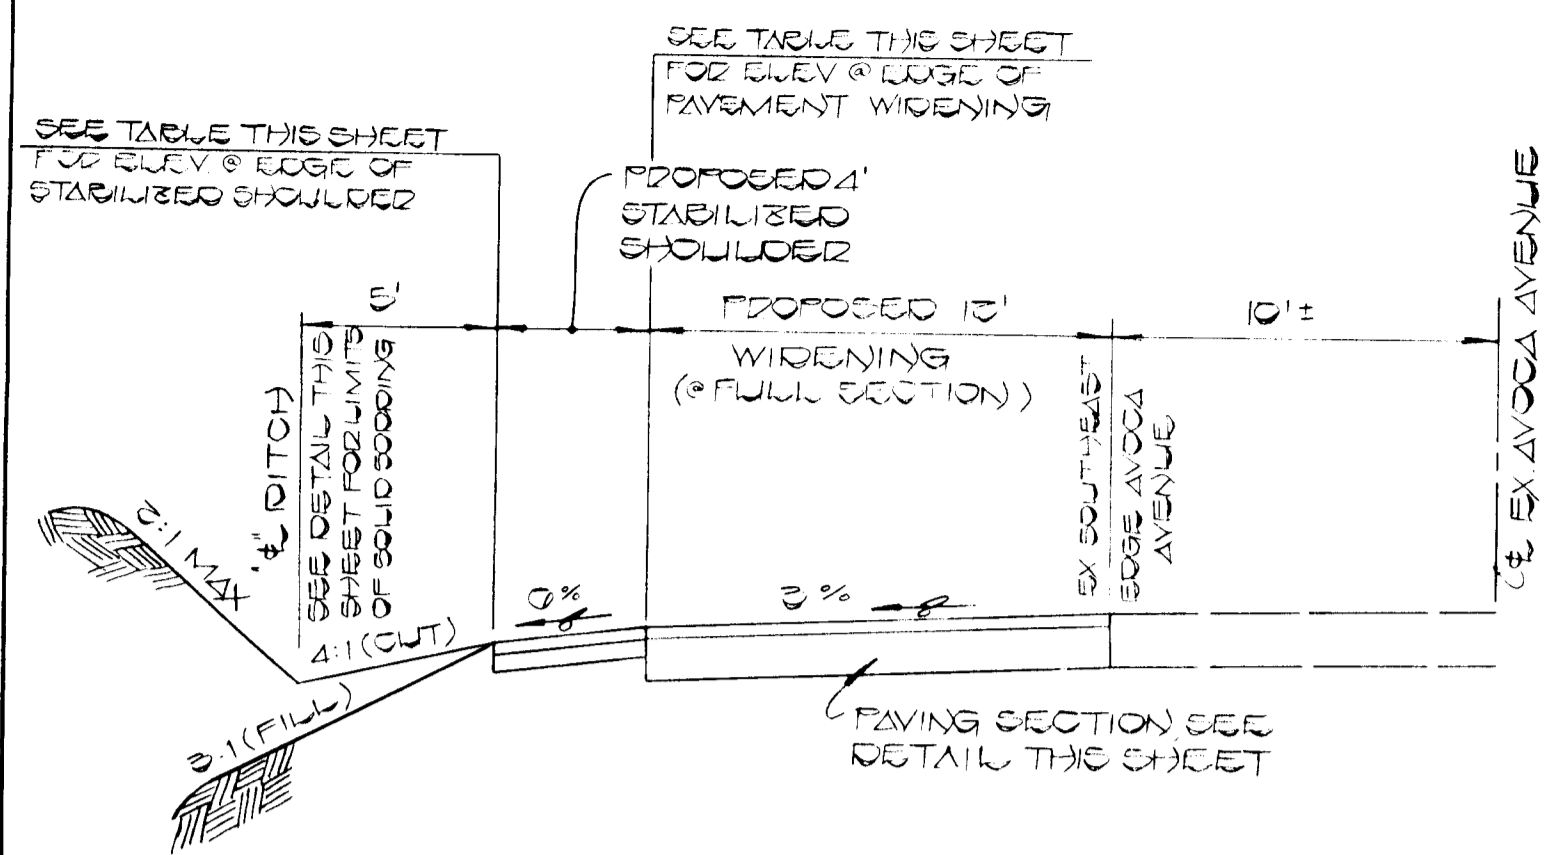 SEE TABLE THIS SHEET
FOR ELEV @ EDGE OF
PAVEMENT WIDENING
SEE TABLE THIS SHEET
FOR ELEV. @ EDGE OF
STABILIZED SHOULDER
PROPOSED 4'
STABILIZED
SHOULDER
5'
PROPOSED 12'
WIDENING
(@ FULL SECTION)
10' ±
"℄" DITCH)
SEE DETAIL THIS
SHEET FOR LIMITS
OF SOLID SODDING
EX SOUTHEAST
EDGE AVOCA
AVENUE
(℄ EX. AVOCA AVENUE
2:1 MAX
4:1 (CUT)
3:1 (FILL)
PAVING SECTION, SEE
DETAIL THIS SHEET